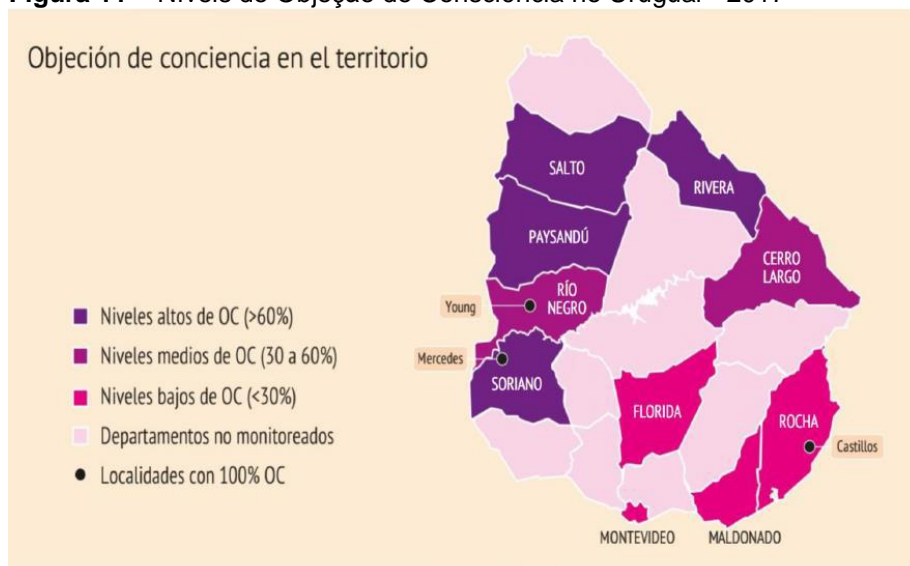 Objeción de conciencia en el territorio
SALTO
RIVERA
PAYSANDÚ
CERRO
LARGO
RÍO
NEGRO
Young
Mercedes
SORIANO
FLORIDA
ROCHA
Castillos
MONTEVIDEO
MALDONADO
Niveles altos de OC (>60%)
Niveles medios de OC (30 a 60%)
Niveles bajos de OC (<30%)
Departamentos no monitoreados
Localidades con 100% OC